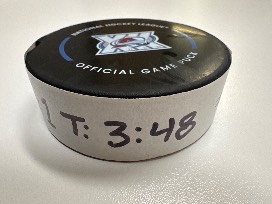 NATIONAL HOCKEY LEAGUE
OFFICIAL GAME PUCK
T: 3:48